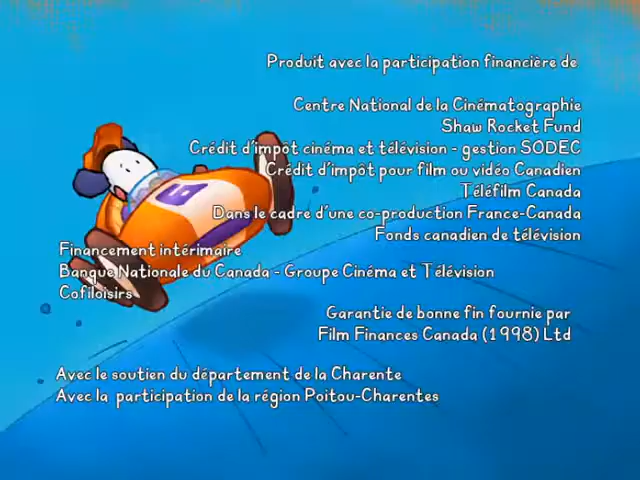 Produit avec la participation financière de
Centre National de la Cinématographie
Shaw Rocket Fund
Crédit d'impôt cinéma et télévision - gestion SODEC
Crédit d'impôt pour film ou vidéo Canadien
Téléfilm Canada
Dans le cadre d'une co-production France-Canada
Fonds canadien de télévision
Financement intérimaire
Banque Nationale du Canada - Groupe Cinéma et Télévision
Cofiloisirs
Garantie de bonne fin fournie par
Film Finances Canada (1998) Ltd
Avec le soutien du département de la Charente
Avec la participation de la région Poitou-Charentes